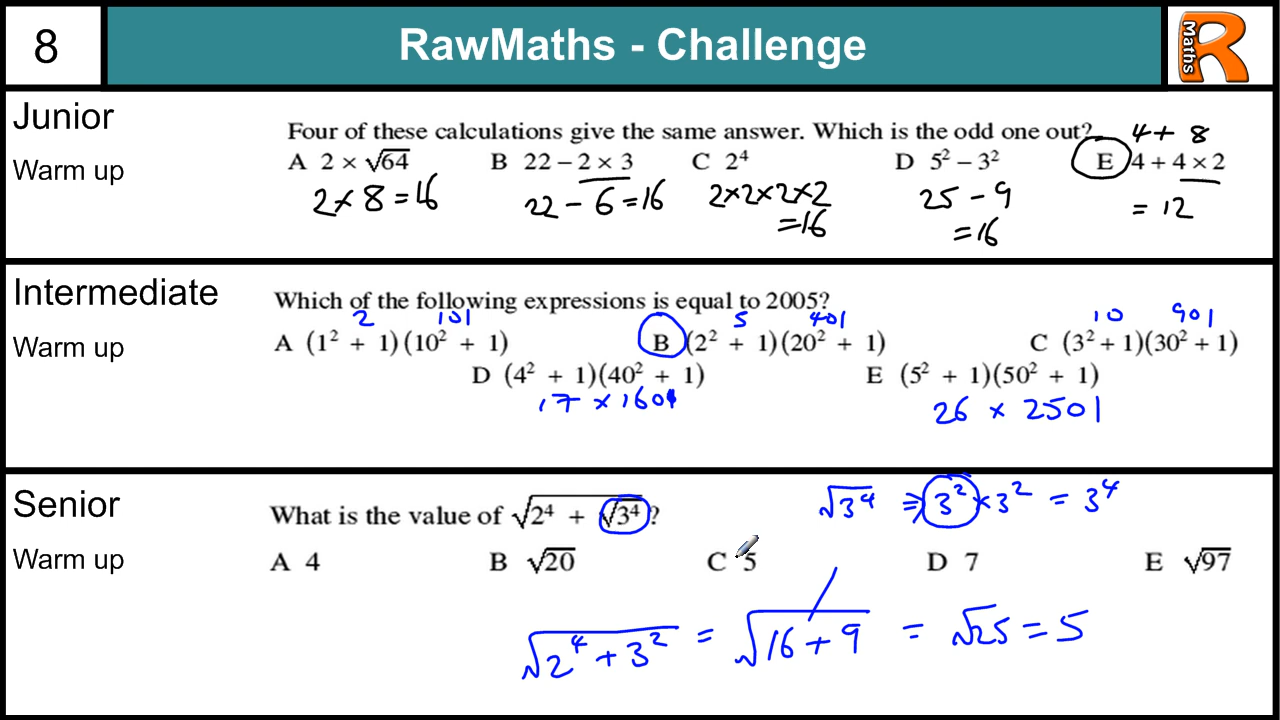 8
RawMaths - Challenge
Maths R
Junior
Warm up
Four of these calculations give the same answer. Which is the odd one out?
4 + 8
A 2 × √64 B 22 − 2 × 3 C 2⁴ D 5² − 3² E 4 + 4 × 2
2 × 8 = 16 22 − 6 = 16 2×2×2×2 25 − 9 = 12
=16 = 16
Intermediate
Warm up
Which of the following expressions is equal to 2005?
2 101 5 401 10 901
A (1² + 1)(10² + 1) B (2² + 1)(20² + 1) C (3² + 1)(30² + 1)
D (4² + 1)(40² + 1) E (5² + 1)(50² + 1)
17 × 1601 26 × 2501
Senior
Warm up
√3⁴ ⇒ 3² × 3² = 3⁴
What is the value of √(2⁴ + √3⁴)?
A 4 B √20 C 5 D 7 E √97
√(2⁴ + 3²) = √(16 + 9) = √25 = 5